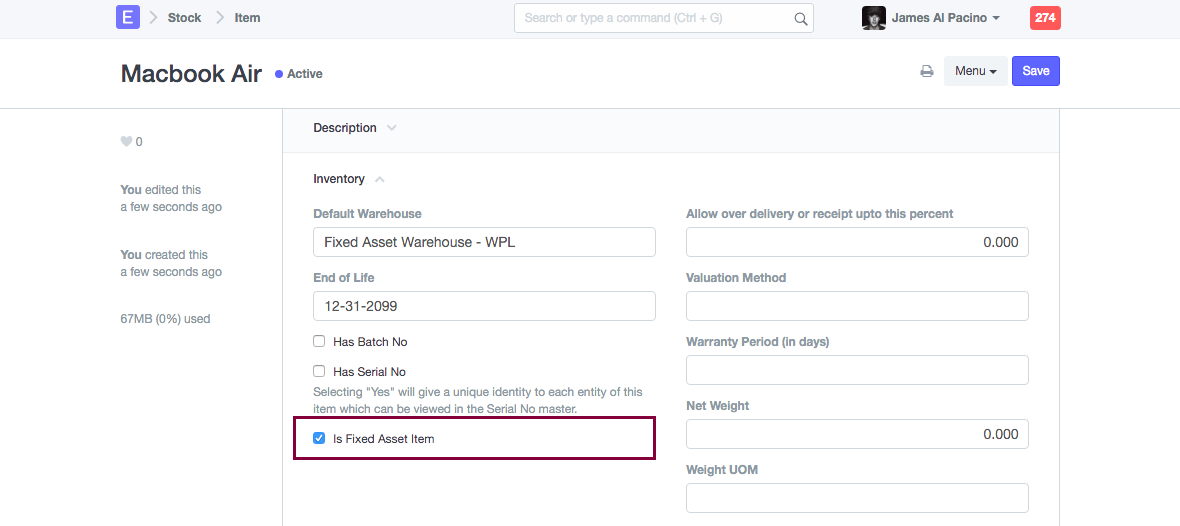 E Stock Item Search or type a command (Ctrl + G) James Al Pacino 274
Macbook Air Active Menu Save
0
You edited this
a few seconds ago
You created this
a few seconds ago
67MB (0%) used
Description
Inventory
Default Warehouse
Fixed Asset Warehouse - WPL
End of Life
12-31-2099
Has Batch No
Has Serial No
Selecting "Yes" will give a unique identity to each entity of this
item which can be viewed in the Serial No master.
Is Fixed Asset Item
Allow over delivery or receipt upto this percent
0.000
Valuation Method
Warranty Period (in days)
Net Weight
0.000
Weight UOM